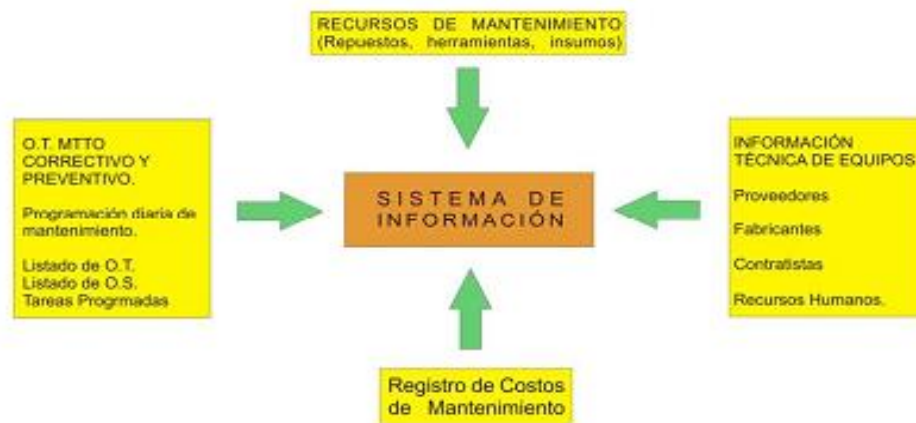 RECURSOS DE MANTENIMIENTO
(Repuestos, herramientas, insumos)
O.T. MTTO
CORRECTIVO Y
PREVENTIVO.
Programación diaria de
mantenimiento.
Listado de O.T.
Listado de O.S.
Tareas Progrmadas
SISTEMA DE
INFORMACIÓN
INFORMACIÓN
TÉCNICA DE EQUIPOS
Proveedores
Fabricantes
Contratistas
Recursos Humanos.
Registro de Costos
de Mantenimiento